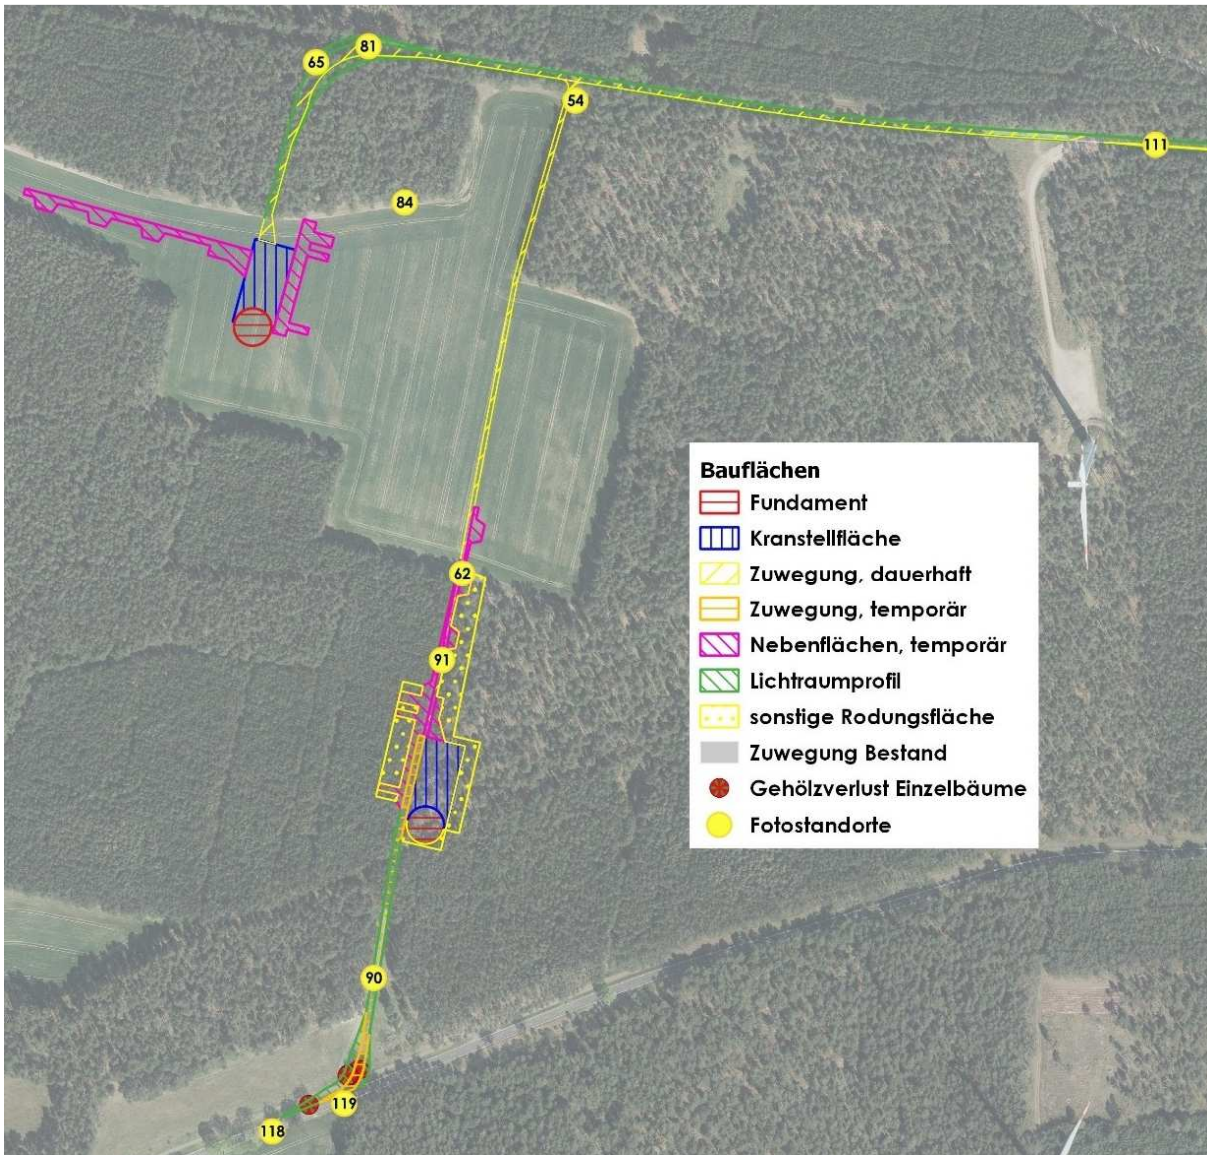 81
65
54
111
84
Bauflächen
Fundament
Kranstellfläche
Zuwegung, dauerhaft
62
Zuwegung, temporär
Nebenflächen, temporär
91
Lichtraumprofil
sonstige Rodungsfläche
Zuwegung Bestand
Gehölzverlust Einzelbäume
Fotostandorte
90
119
118